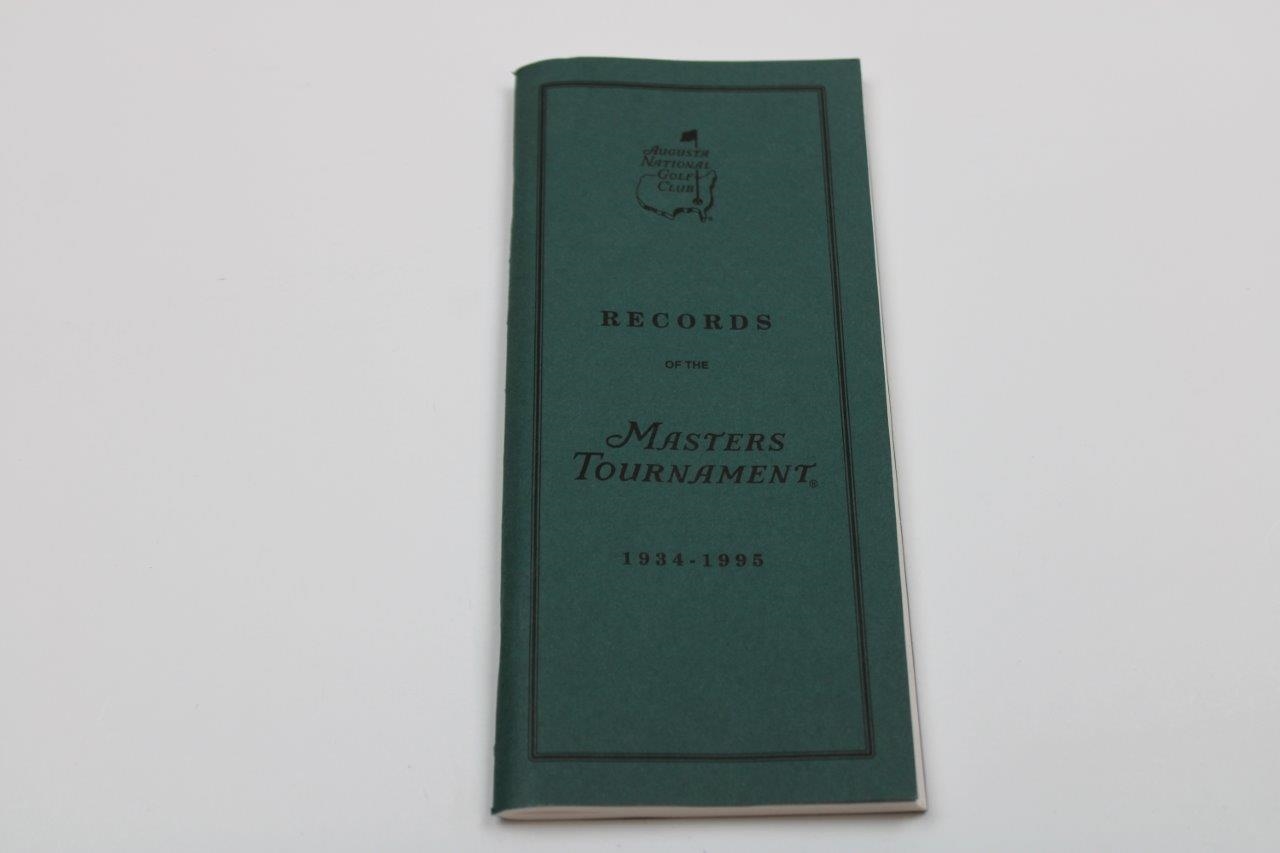 AUGUSTA
NATIONAL
GOLF
CLUB
RECORDS
OF THE
MASTERS
TOURNAMENT®
1934-1995